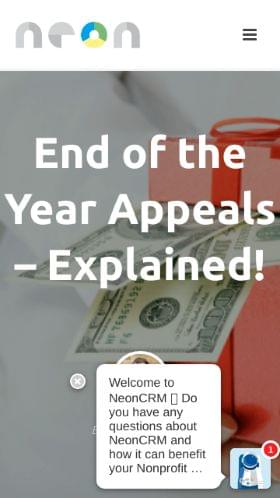 neon
End of the
Year Appeals
– Explained!
Welcome to
NeonCRM ▯ Do
you have any
questions about
NeonCRM and
how it can benefit
your Nonprofit ...
1